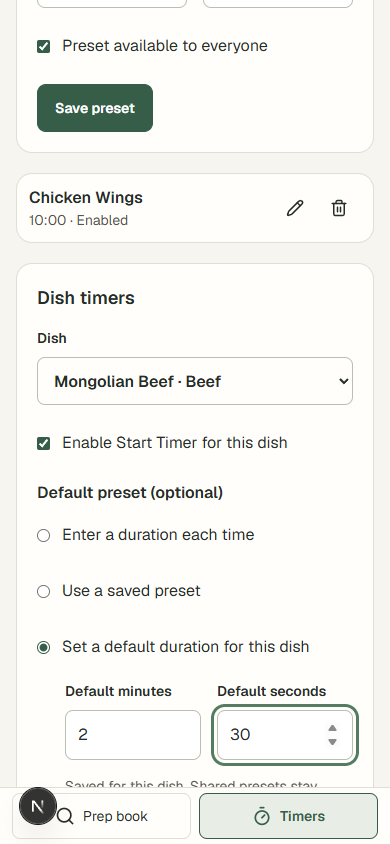 Preset available to everyone
Save preset
Chicken Wings
10:00 · Enabled
Dish timers
Dish
Mongolian Beef · Beef
Enable Start Timer for this dish
Default preset (optional)
Enter a duration each time
Use a saved preset
Set a default duration for this dish
Default minutes Default seconds
2 30
Saved for this dish. Shared presets stay
N Prep book Timers